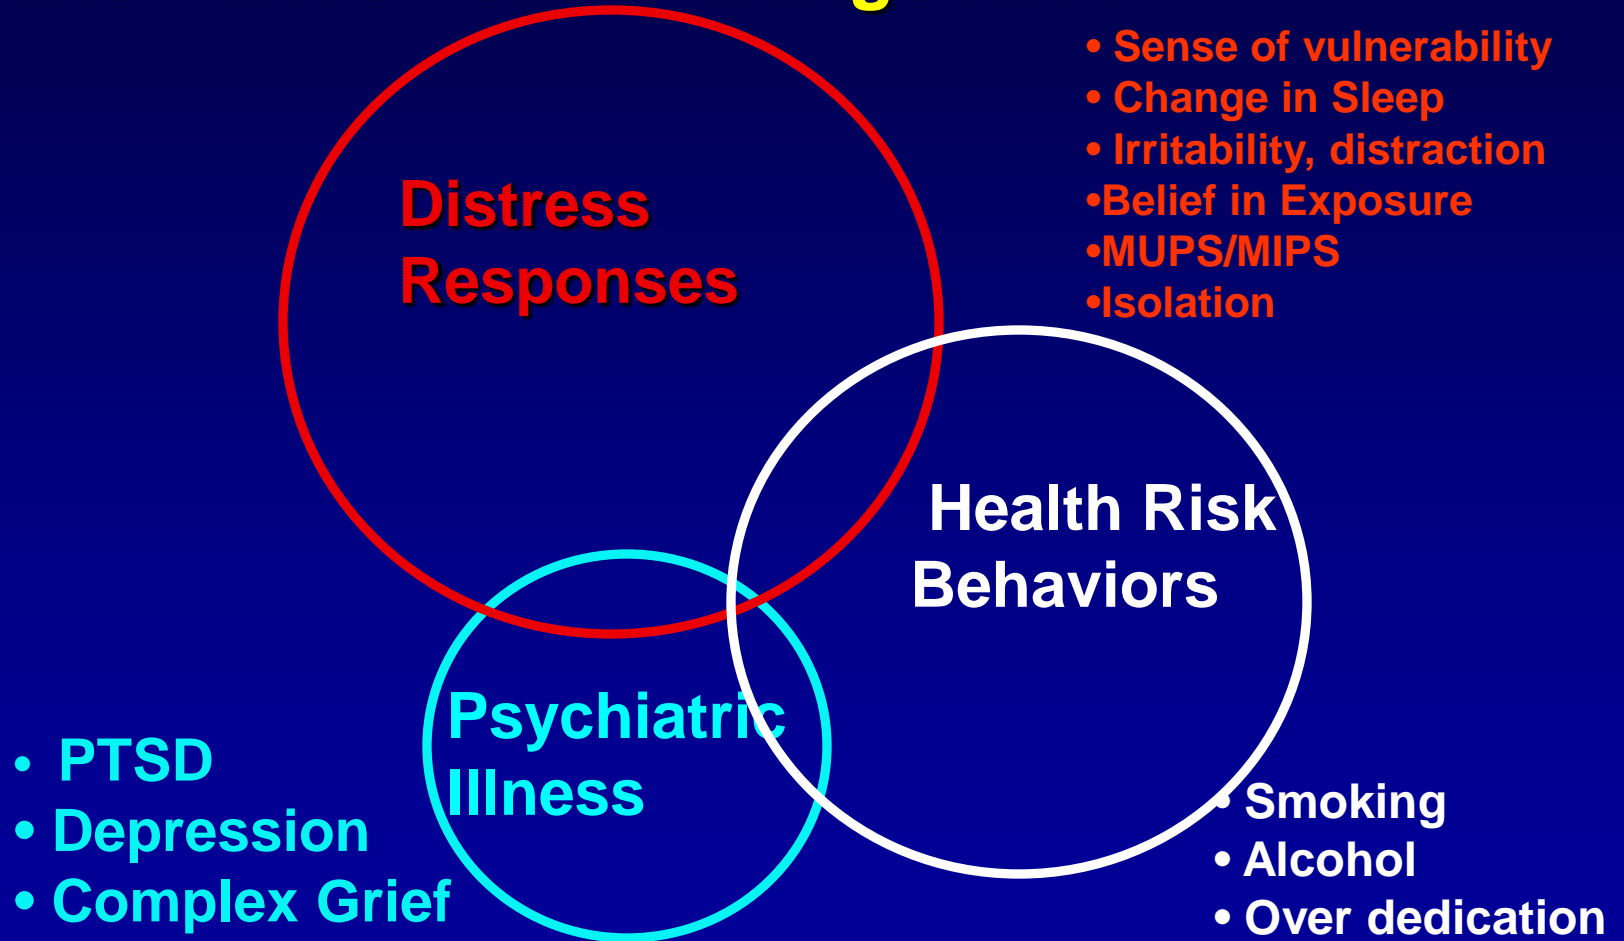 • Sense of vulnerability
• Change in Sleep
• Irritability, distraction
•Belief in Exposure
•MUPS/MIPS
•Isolation
Distress
Responses
Health Risk
Behaviors
Psychiatric
Illness
• PTSD
• Depression
• Complex Grief
• Smoking
• Alcohol
• Over dedication